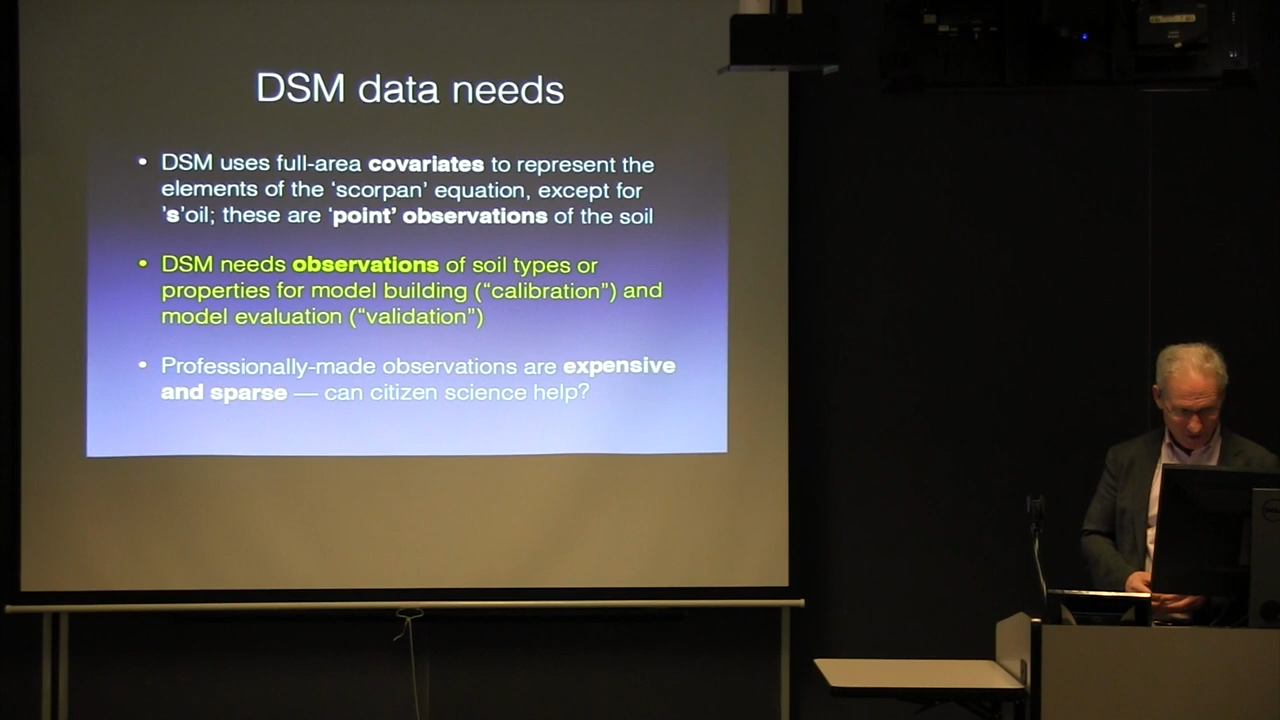 DSM data needs
• DSM uses full-area covariates to represent the
elements of the ‘scorpan’ equation, except for
’s’oil; these are ‘point’ observations of the soil
• DSM needs observations of soil types or
properties for model building (“calibration”) and
model evaluation (“validation”)
• Professionally-made observations are expensive
and sparse — can citizen science help?